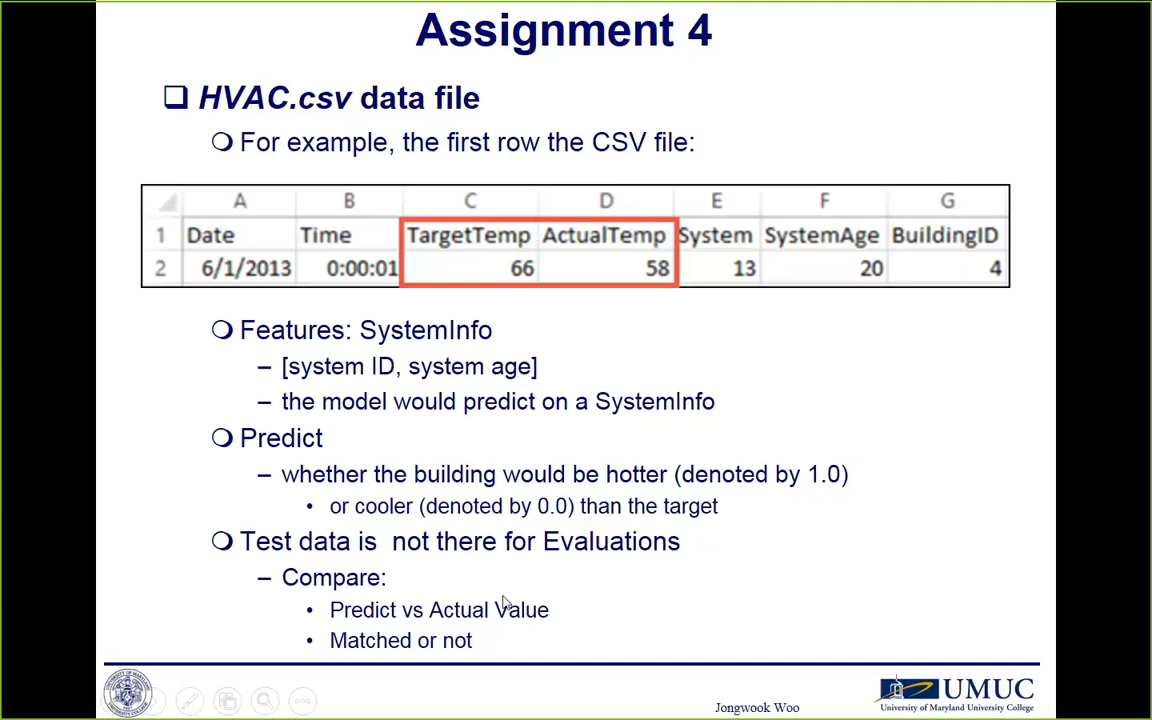 Assignment 4
HVAC.csv data file
For example, the first row the CSV file:
A B C D E F G
1 Date Time TargetTemp ActualTemp System SystemAge BuildingID
2 6/1/2013 0:00:01 66 58 13 20 4
Features: SystemInfo
– [system ID, system age]
– the model would predict on a SystemInfo
Predict
– whether the building would be hotter (denoted by 1.0)
• or cooler (denoted by 0.0) than the target
Test data is not there for Evaluations
– Compare:
• Predict vs Actual Value
• Matched or not
Jongwook Woo
UMUC
University of Maryland University College